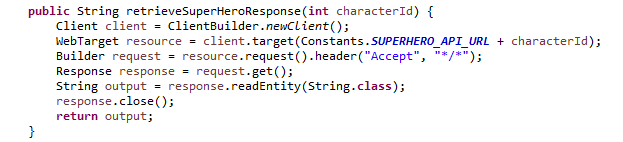 public String retrieveSuperHeroResponse(int characterId) {
Client client = ClientBuilder.newClient();
WebTarget resource = client.target(Constants.SUPERHERO_API_URL + characterId);
Builder request = resource.request().header("Accept", "*/*");
Response response = request.get();
String output = response.readEntity(String.class);
response.close();
return output;
}